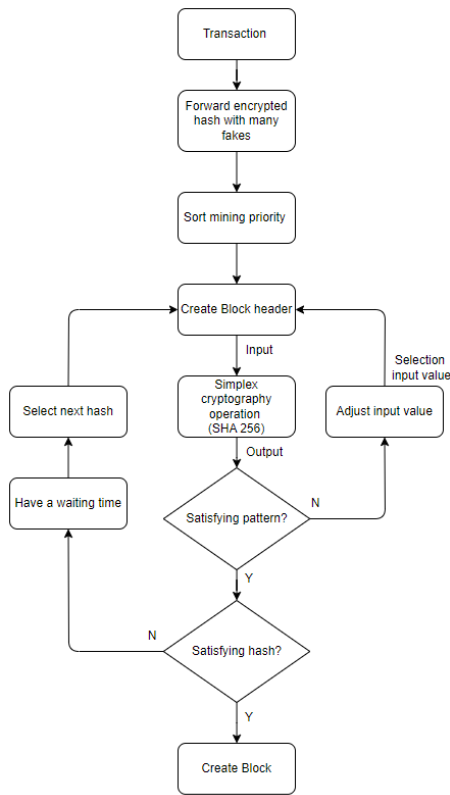 Transaction
Forward encrypted
hash with many
fakes
Sort mining priority
Create Block header
Input
Selection
input value
Simplex
cryptography
operation
(SHA 256)
Select next hash
Adjust input value
Output
Have a waiting time
N
Satisfying pattern?
Y
N
Satisfying hash?
Y
Create Block